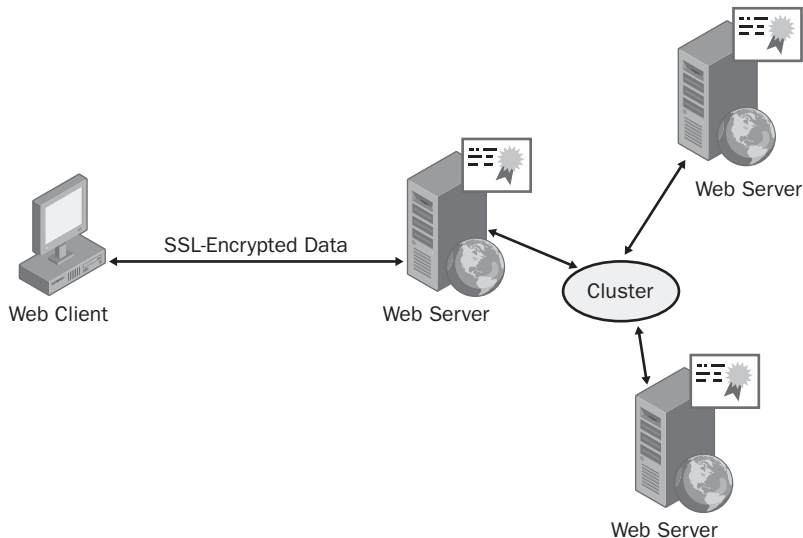 Web Server
SSL-Encrypted Data
Web Client
Web Server
Cluster
Web Server